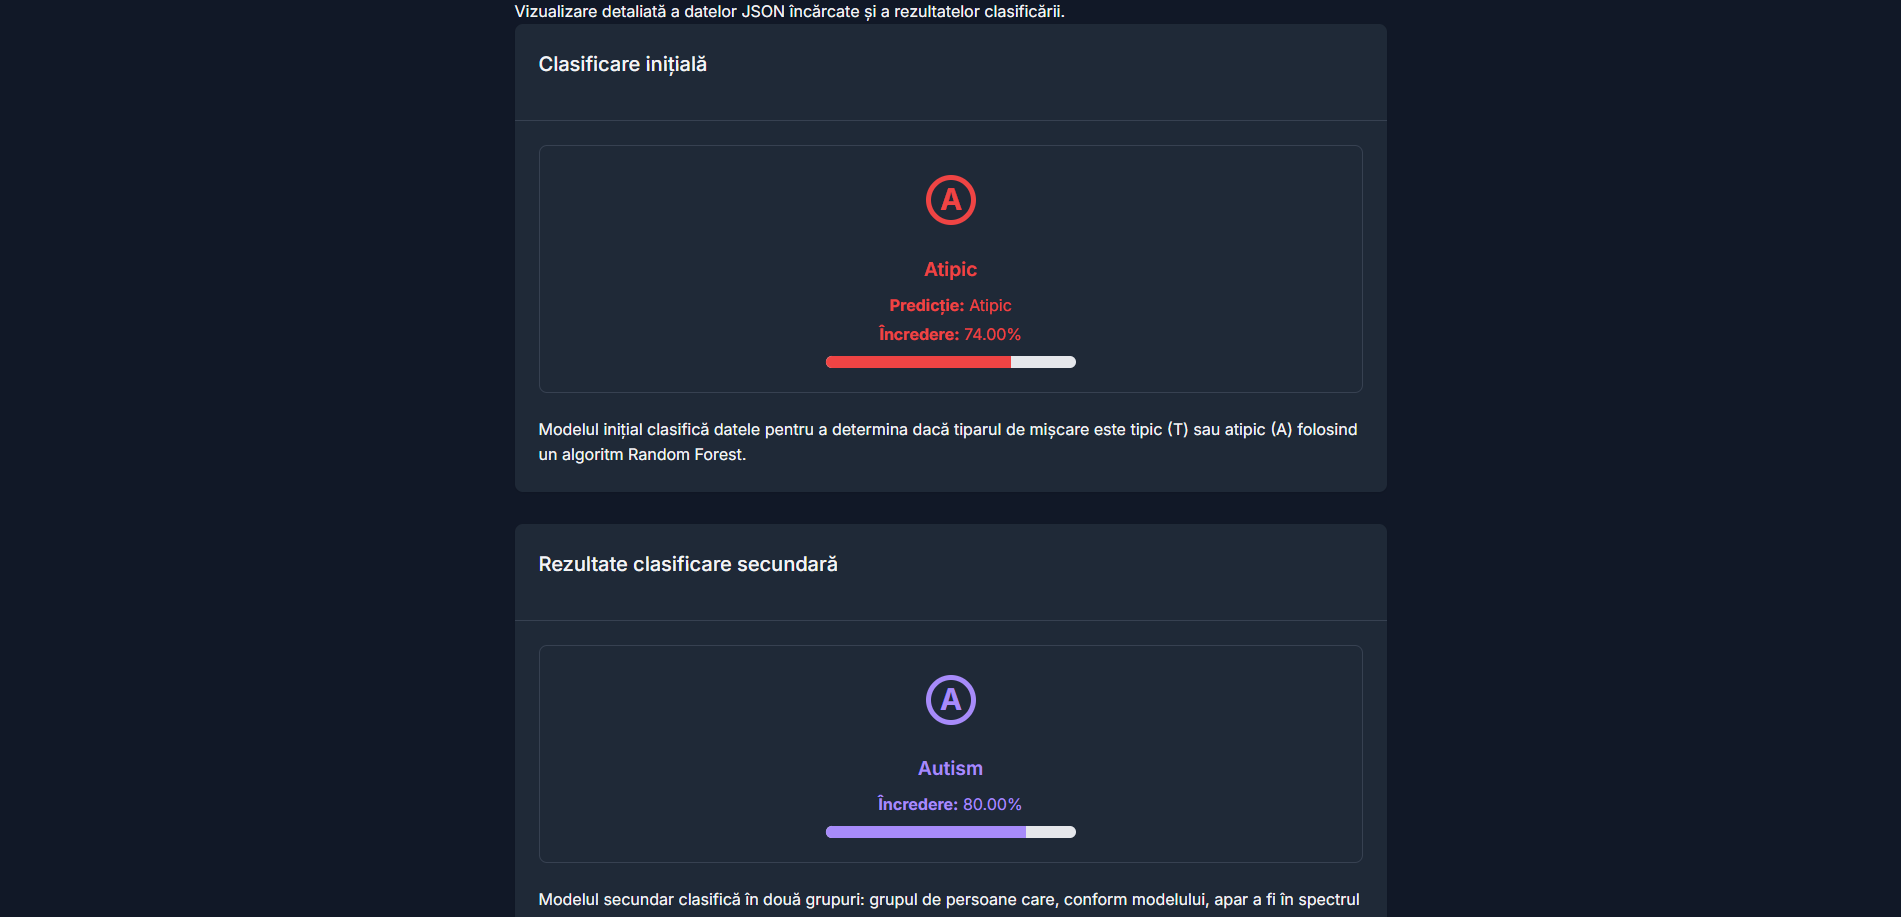 Vizualizare detaliată a datelor JSON încărcate și a rezultatelor clasificării.
Clasificare inițială
A
Atipic
Predicție: Atipic
Încredere: 74.00%
Modelul inițial clasifică datele pentru a determina dacă tiparul de mișcare este tipic (T) sau atipic (A) folosind
un algoritm Random Forest.
Rezultate clasificare secundară
A
Autism
Încredere: 80.00%
Modelul secundar clasifică în două grupuri: grupul de persoane care, conform modelului, apar a fi în spectrul